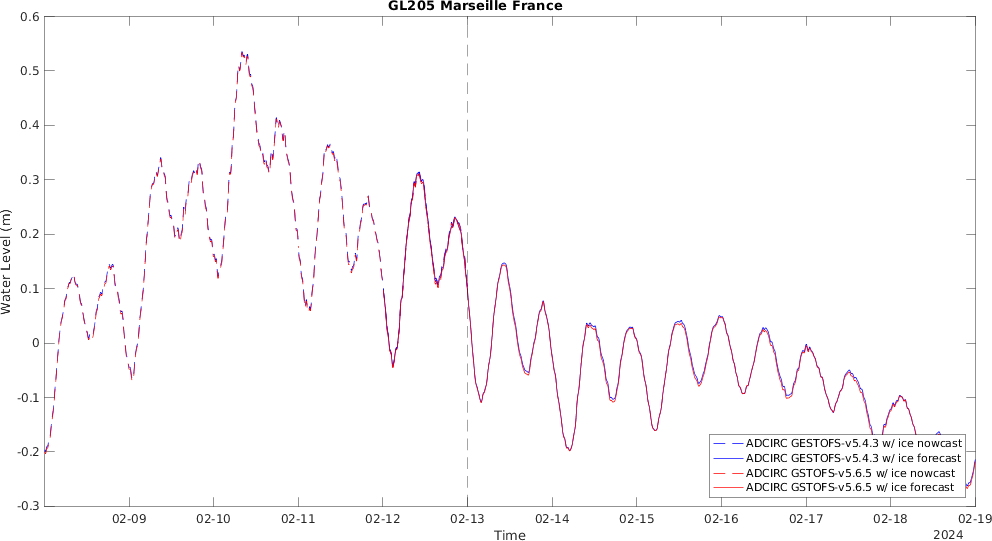 GL205 Marseille France
0.6
0.5
0.4
0.3
0.2
0.1
0
-0.1
-0.2
-0.3
Water Level (m)
ADCIRC GESTOFS-v5.4.3 w/ ice nowcast
ADCIRC GESTOFS-v5.4.3 w/ ice forecast
ADCIRC GSTOFS-v5.6.5 w/ ice nowcast
ADCIRC GSTOFS-v5.6.5 w/ ice forecast
02-09 02-10 02-11 02-12 02-13 02-14 02-15 02-16 02-17 02-18 02-19
Time
2024